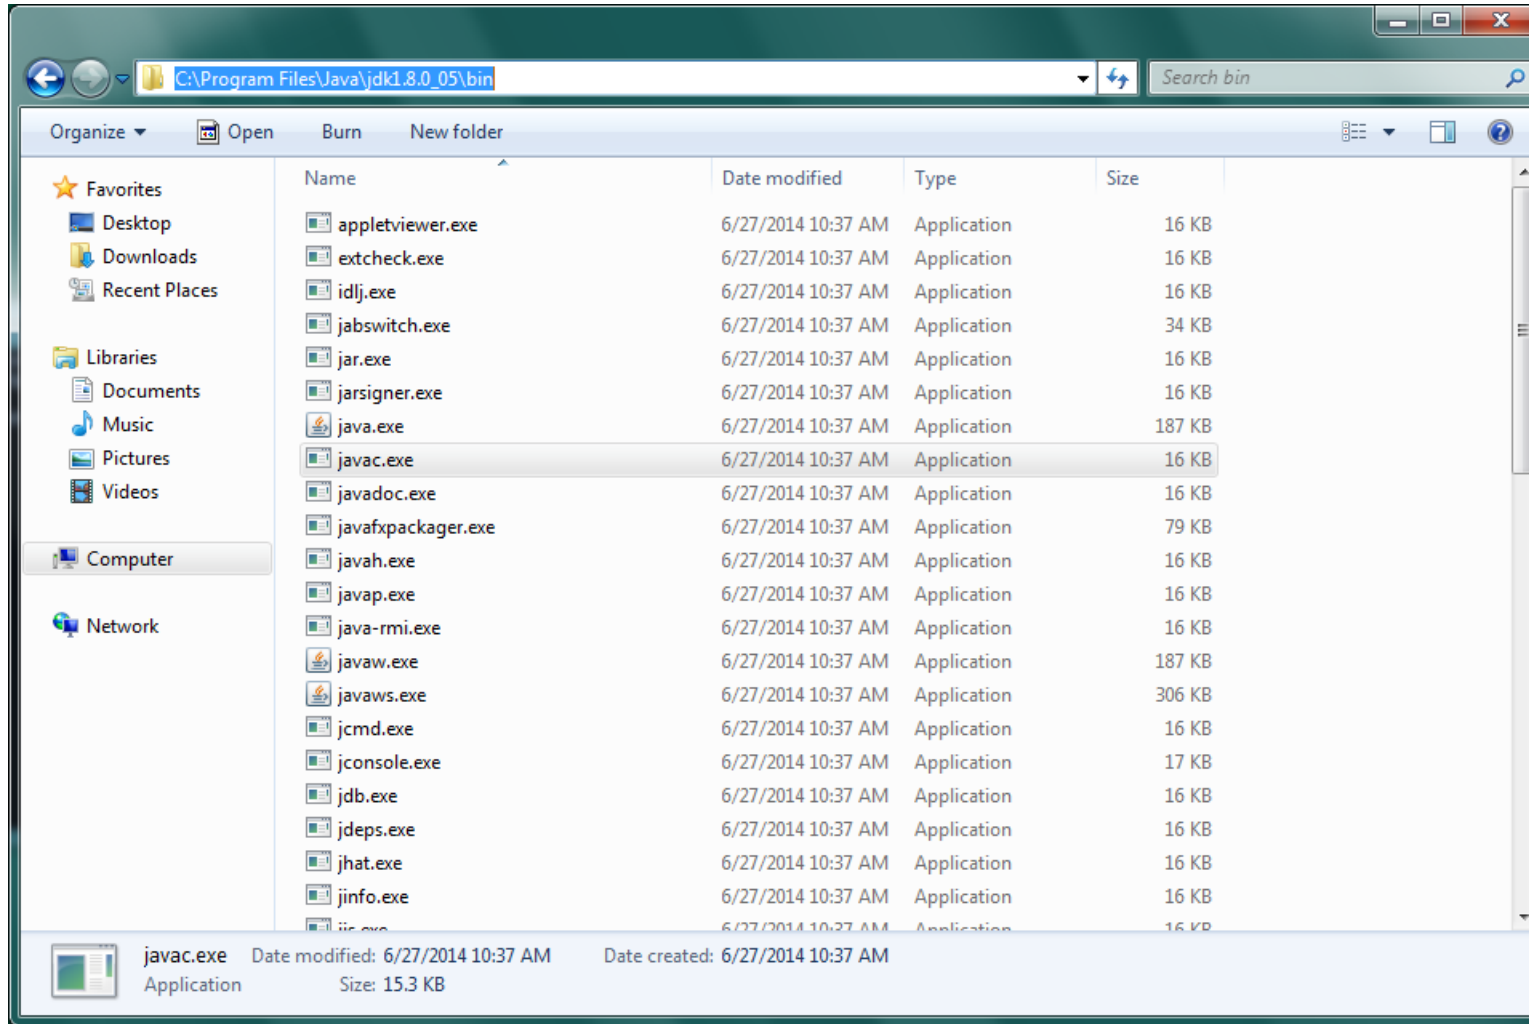 C:\Program Files\Java\jdk1.8.0_05\bin Search bin
Organize Open Burn New folder
Name Date modified Type Size
Favorites
Desktop
Downloads
Recent Places
Libraries
Documents
Music
Pictures
Videos
Computer
Network
appletviewer.exe 6/27/2014 10:37 AM Application 16 KB
extcheck.exe 6/27/2014 10:37 AM Application 16 KB
idlj.exe 6/27/2014 10:37 AM Application 16 KB
jabswitch.exe 6/27/2014 10:37 AM Application 34 KB
jar.exe 6/27/2014 10:37 AM Application 16 KB
jarsigner.exe 6/27/2014 10:37 AM Application 16 KB
java.exe 6/27/2014 10:37 AM Application 187 KB
javac.exe 6/27/2014 10:37 AM Application 16 KB
javadoc.exe 6/27/2014 10:37 AM Application 16 KB
javafxpackager.exe 6/27/2014 10:37 AM Application 79 KB
javah.exe 6/27/2014 10:37 AM Application 16 KB
javap.exe 6/27/2014 10:37 AM Application 16 KB
java-rmi.exe 6/27/2014 10:37 AM Application 16 KB
javaw.exe 6/27/2014 10:37 AM Application 187 KB
javaws.exe 6/27/2014 10:37 AM Application 306 KB
jcmd.exe 6/27/2014 10:37 AM Application 16 KB
jconsole.exe 6/27/2014 10:37 AM Application 17 KB
jdb.exe 6/27/2014 10:37 AM Application 16 KB
jdeps.exe 6/27/2014 10:37 AM Application 16 KB
jhat.exe 6/27/2014 10:37 AM Application 16 KB
jinfo.exe 6/27/2014 10:37 AM Application 16 KB
6/27/2014 10:37 AM Application 16 KB
javac.exe Date modified: 6/27/2014 10:37 AM Date created: 6/27/2014 10:37 AM
Application Size: 15.3 KB